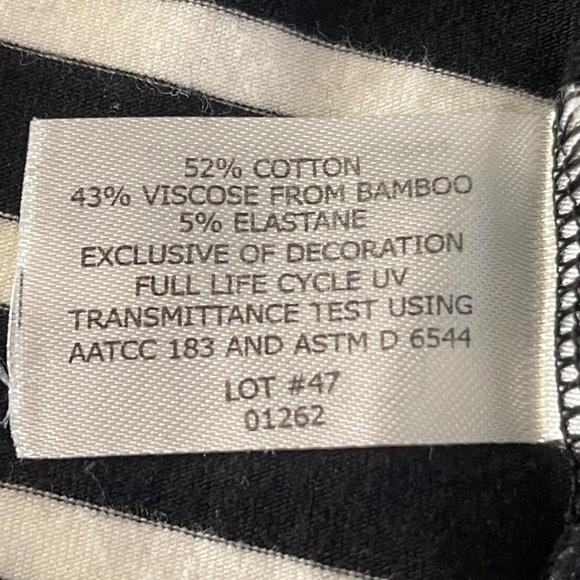 52% COTTON
43% VISCOSE FROM BAMBOO
5% ELASTANE
EXCLUSIVE OF DECORATION
FULL LIFE CYCLE UV
TRANSMITTANCE TEST USING
AATCC 183 AND ASTM D 6544
LOT #47
01262